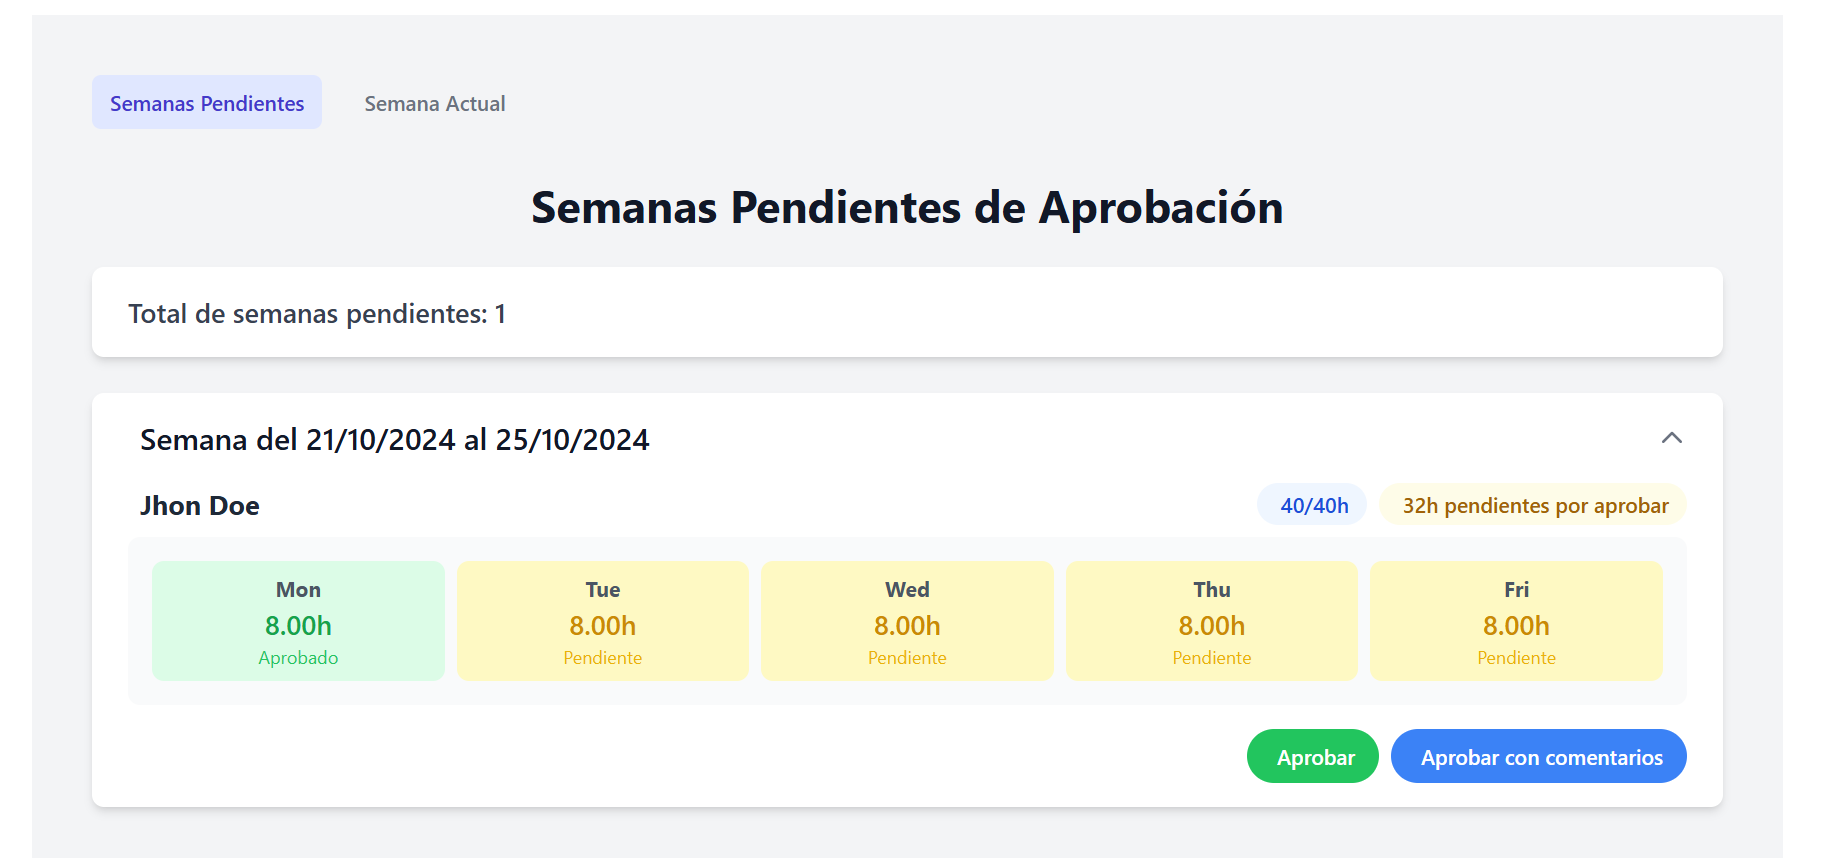 Semanas Pendientes Semana Actual
Semanas Pendientes de Aprobación
Total de semanas pendientes: 1
Semana del 21/10/2024 al 25/10/2024
Jhon Doe 40/40h 32h pendientes por aprobar
Mon Tue Wed Thu Fri
8.00h 8.00h 8.00h 8.00h 8.00h
Aprobado Pendiente Pendiente Pendiente Pendiente
Aprobar Aprobar con comentarios